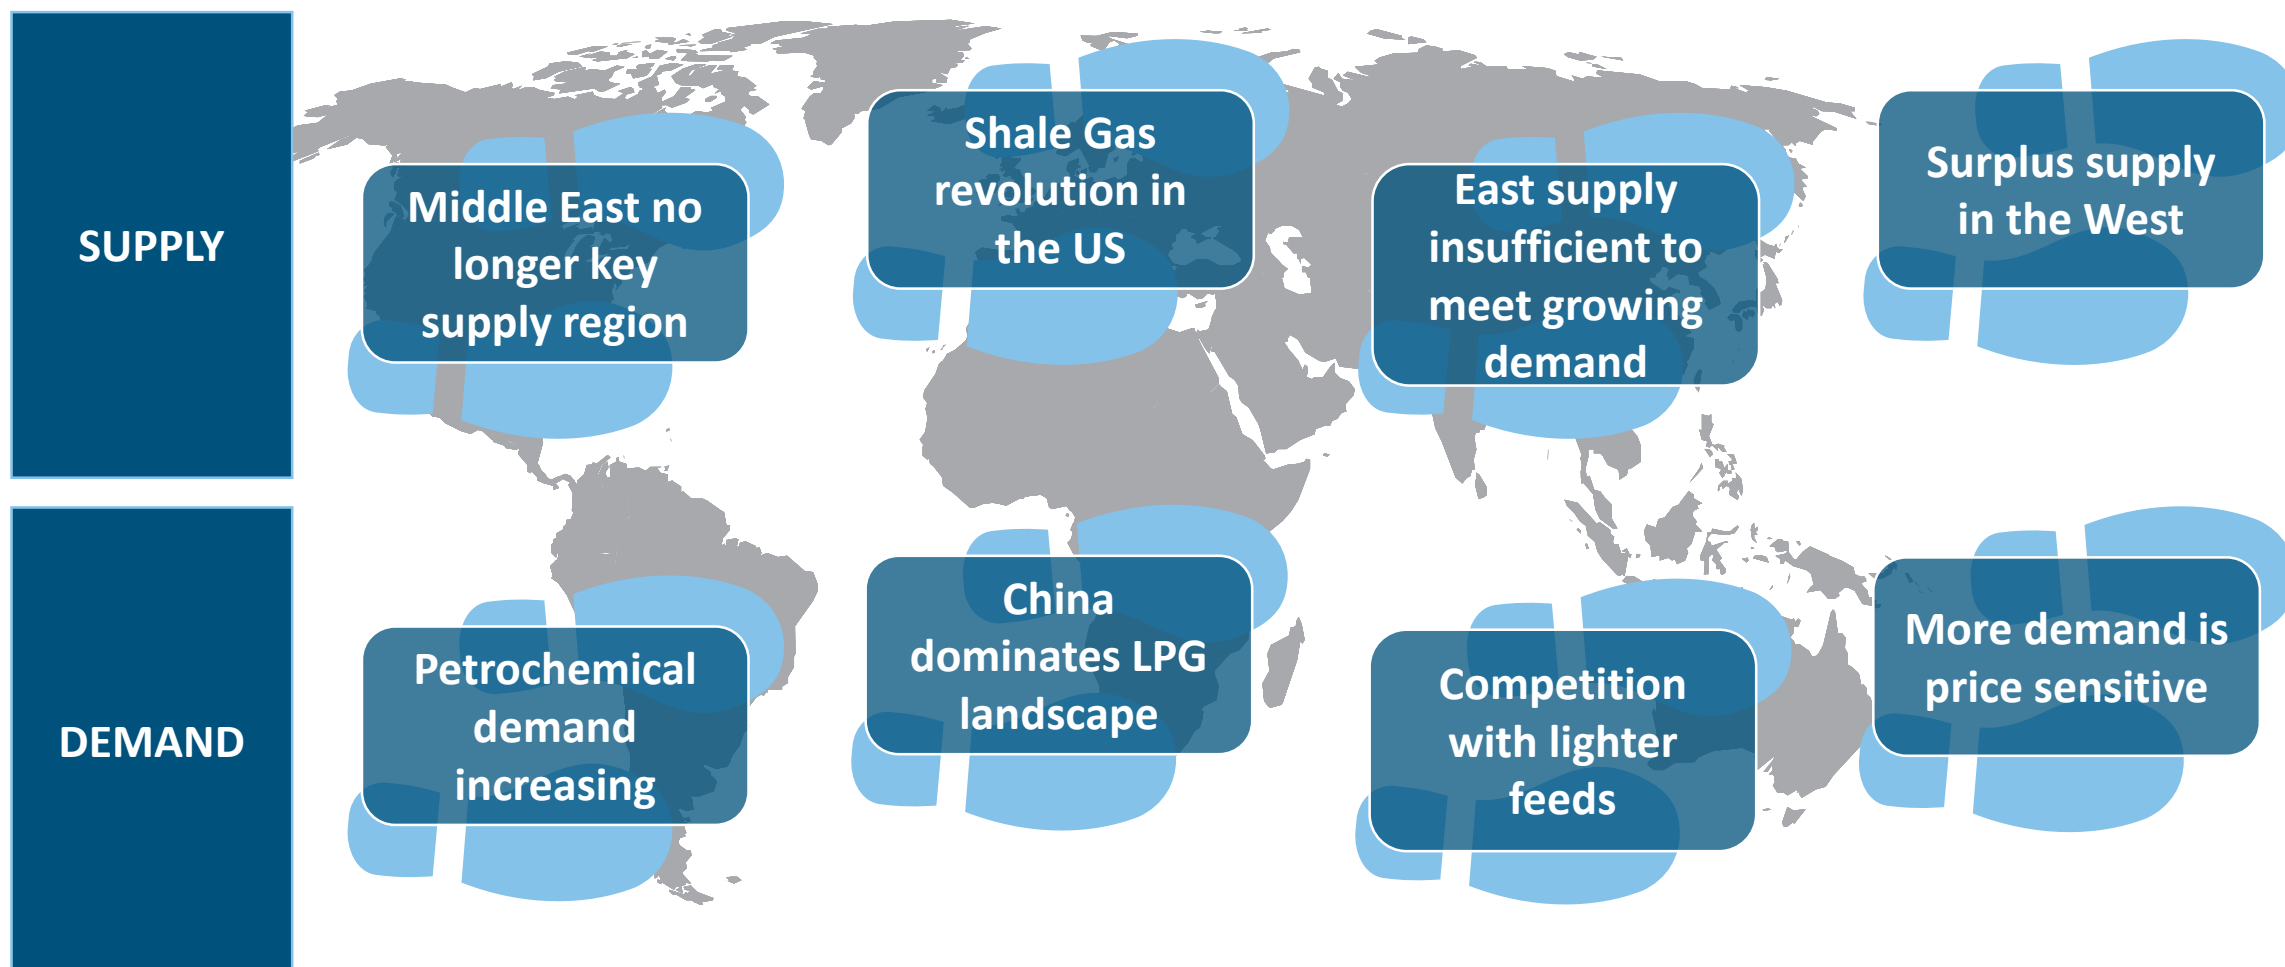 SUPPLY
Middle East no
longer key
supply region
Shale Gas
revolution in
the US
East supply
insufficient to
meet growing
demand
Surplus supply
in the West
DEMAND
Petrochemical
demand
increasing
China
dominates LPG
landscape
Competition
with lighter
feeds
More demand is
price sensitive